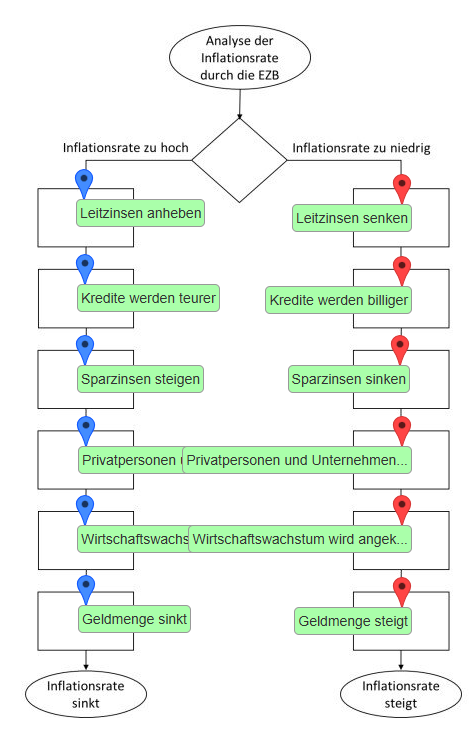 Analyse der
Inflationsrate
durch die EZB
Inflationsrate zu hoch
Inflationsrate zu niedrig
Leitzinsen anheben
Leitzinsen senken
Kredite werden teurer
Kredite werden billiger
Sparzinsen steigen
Sparzinsen sinken
Privatpersonen
Privatpersonen und Unternehmen...
Wirtschaftswachs
Wirtschaftswachstum wird angek...
Geldmenge sinkt
Geldmenge steigt
Inflationsrate
sinkt
Inflationsrate
steigt